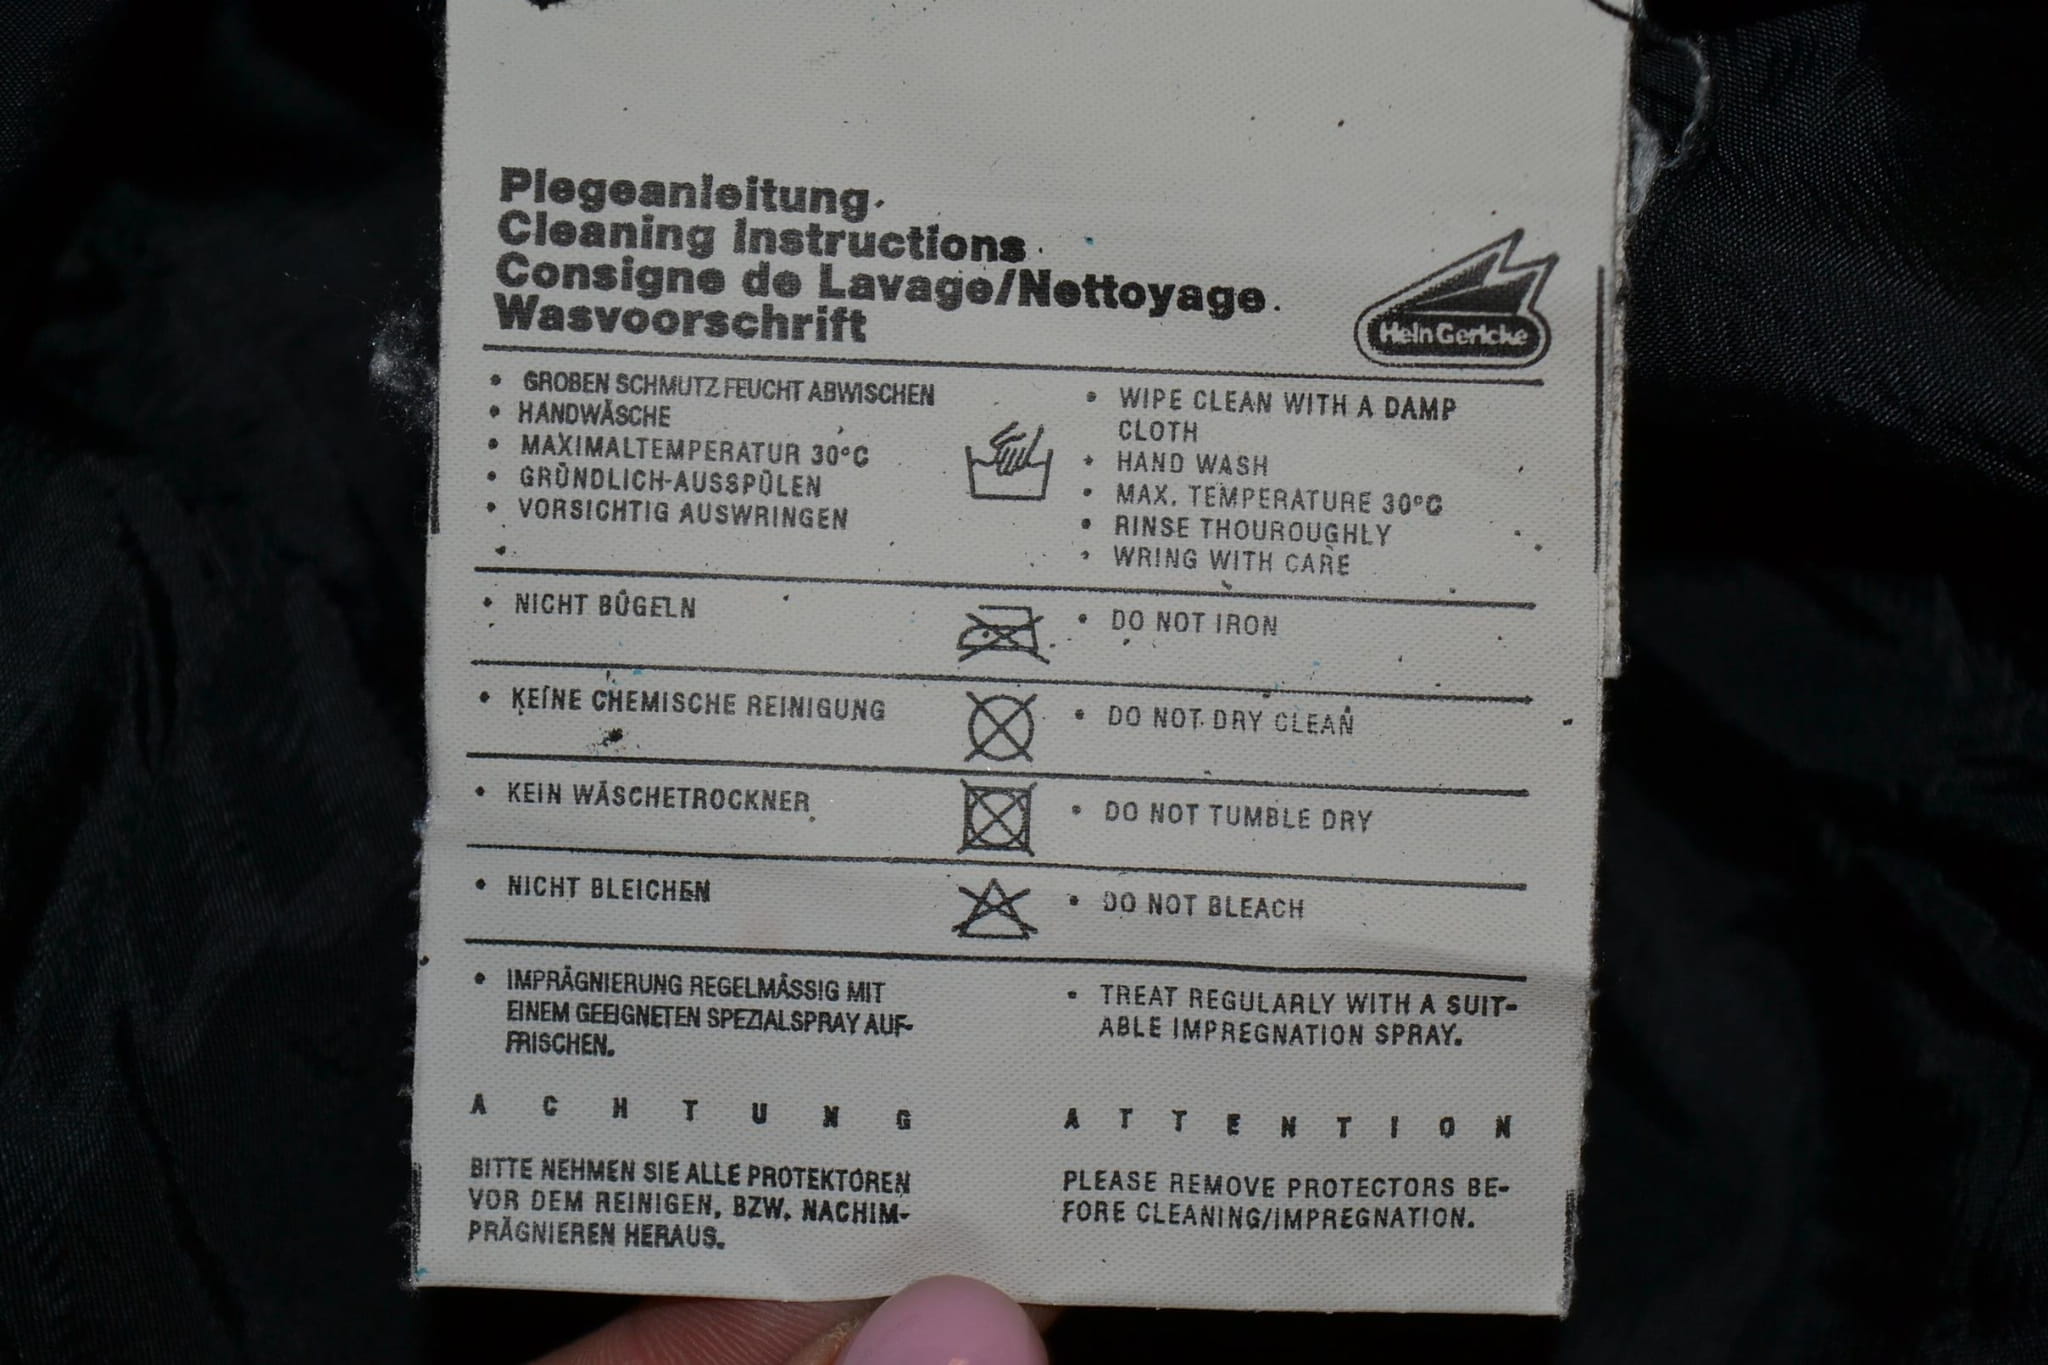 Plegeanleitung.
Cleaning Instructions.
Consigne de Lavage/Nettoyage.
Wasvoorschrift
Hein Gericke
• GROBEN SCHMUTZ FEUCHT ABWISCHEN
• HANDWÄSCHE
• MAXIMALTEMPERATUR 30°C
• GRÜNDLICH-AUSSPÜLEN
• VORSICHTIG AUSWRINGEN
• WIPE CLEAN WITH A DAMP
CLOTH
• HAND WASH
• MAX. TEMPERATURE 30°C
• RINSE THOUROUGHLY
• WRING WITH CARE
• NICHT BÜGELN
• DO NOT IRON
• KEINE CHEMISCHE REINIGUNG
• DO NOT DRY CLEAN
• KEIN WÄSCHETROCKNER
• DO NOT TUMBLE DRY
• NICHT BLEICHEN
• DO NOT BLEACH
• IMPRÄGNIERUNG REGELMÄSSIG MIT
EINEM GEEIGNETEN SPEZIALSPRAY AUF-
FRISCHEN.
• TREAT REGULARLY WITH A SUIT-
ABLE IMPREGNATION SPRAY.
A C H T U N G
BITTE NEHMEN SIE ALLE PROTEKTOREN
VOR DEM REINIGEN, BZW. NACHIM-
PRÄGNIEREN HERAUS.
A T T E N T I O N
PLEASE REMOVE PROTECTORS BE-
FORE CLEANING/IMPREGNATION.